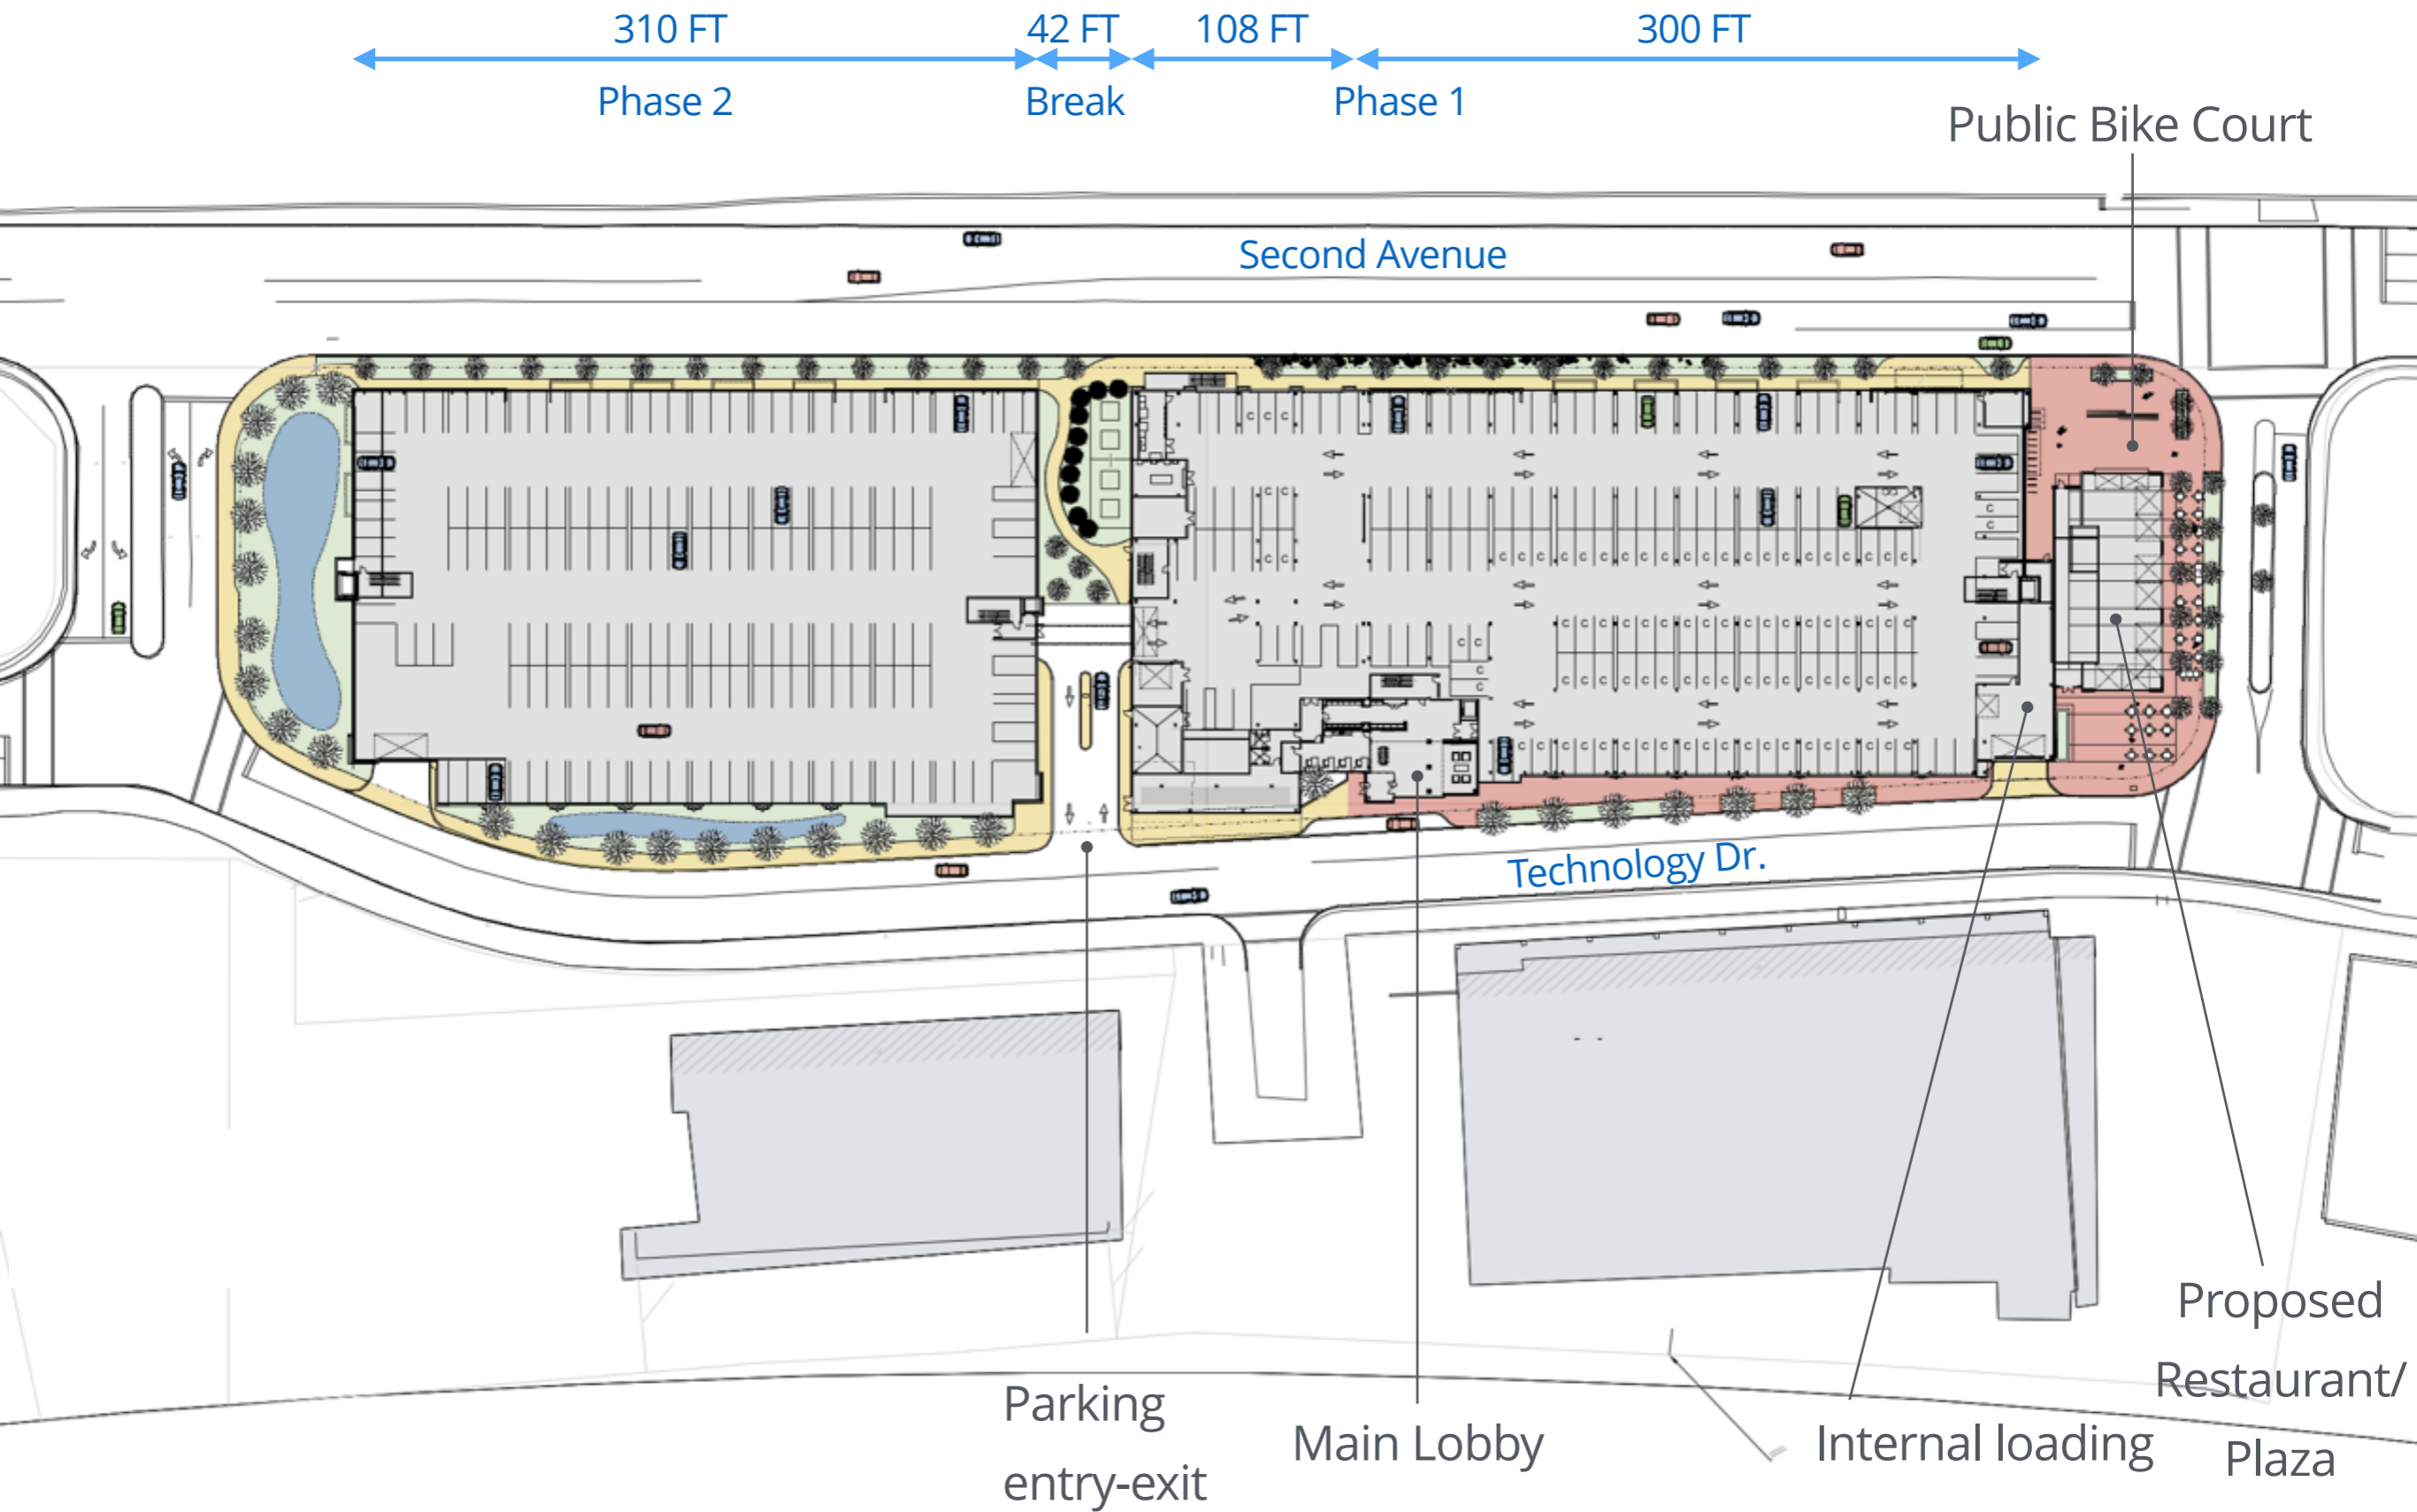 310 FT
42 FT
108 FT
300 FT
Phase 2
Break
Phase 1
Public Bike Court
Second Avenue
Technology Dr.
Parking
entry-exit
Main Lobby
Internal loading
Proposed
Restaurant/
Plaza